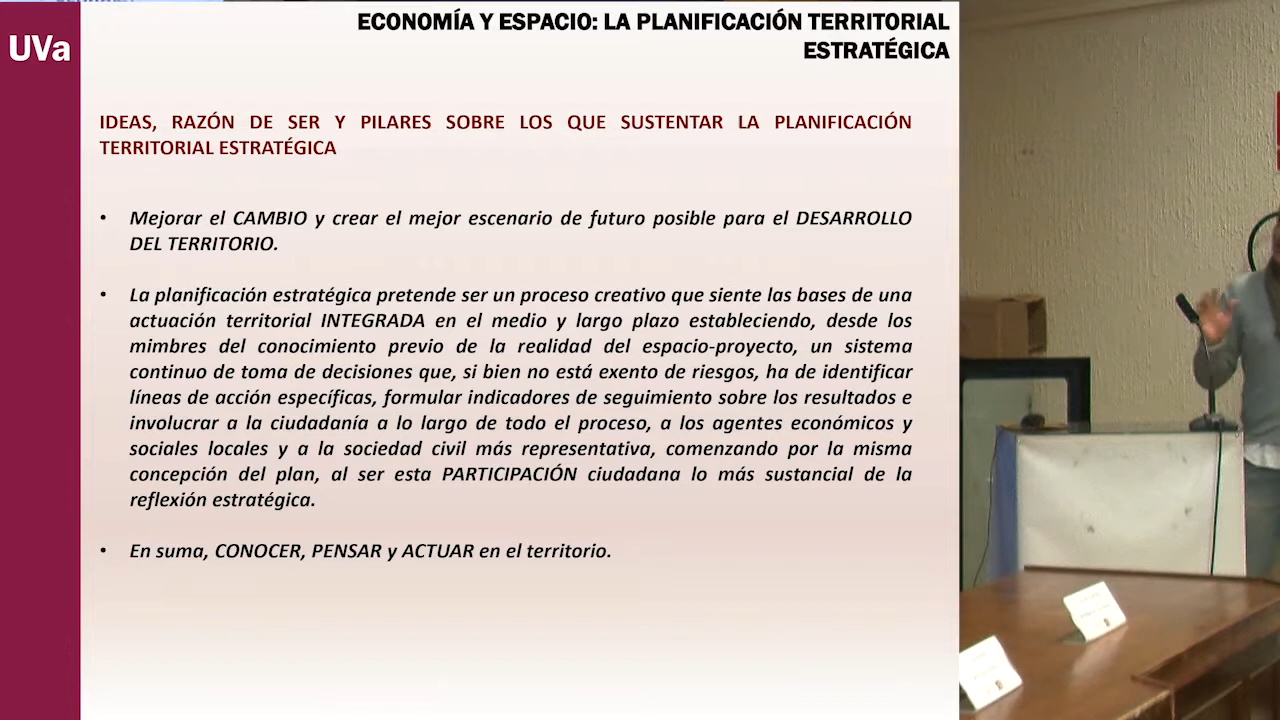 ECONOMÍA Y ESPACIO: LA PLANIFICACIÓN TERRITORIAL
ESTRATÉGICA
UVa
IDEAS, RAZÓN DE SER Y PILARES SOBRE LOS QUE SUSTENTAR LA PLANIFICACIÓN
TERRITORIAL ESTRATÉGICA
• Mejorar el CAMBIO y crear el mejor escenario de futuro posible para el DESARROLLO
DEL TERRITORIO.
• La planificación estratégica pretende ser un proceso creativo que siente las bases de una
actuación territorial INTEGRADA en el medio y largo plazo estableciendo, desde los
mimbres del conocimiento previo de la realidad del espacio-proyecto, un sistema
continuo de toma de decisiones que, si bien no está exento de riesgos, ha de identificar
líneas de acción específicas, formular indicadores de seguimiento sobre los resultados e
involucrar a la ciudadanía a lo largo de todo el proceso, a los agentes económicos y
sociales locales y a la sociedad civil más representativa, comenzando por la misma
concepción del plan, al ser esta PARTICIPACIÓN ciudadana lo más sustancial de la
reflexión estratégica.
• En suma, CONOCER, PENSAR y ACTUAR en el territorio.